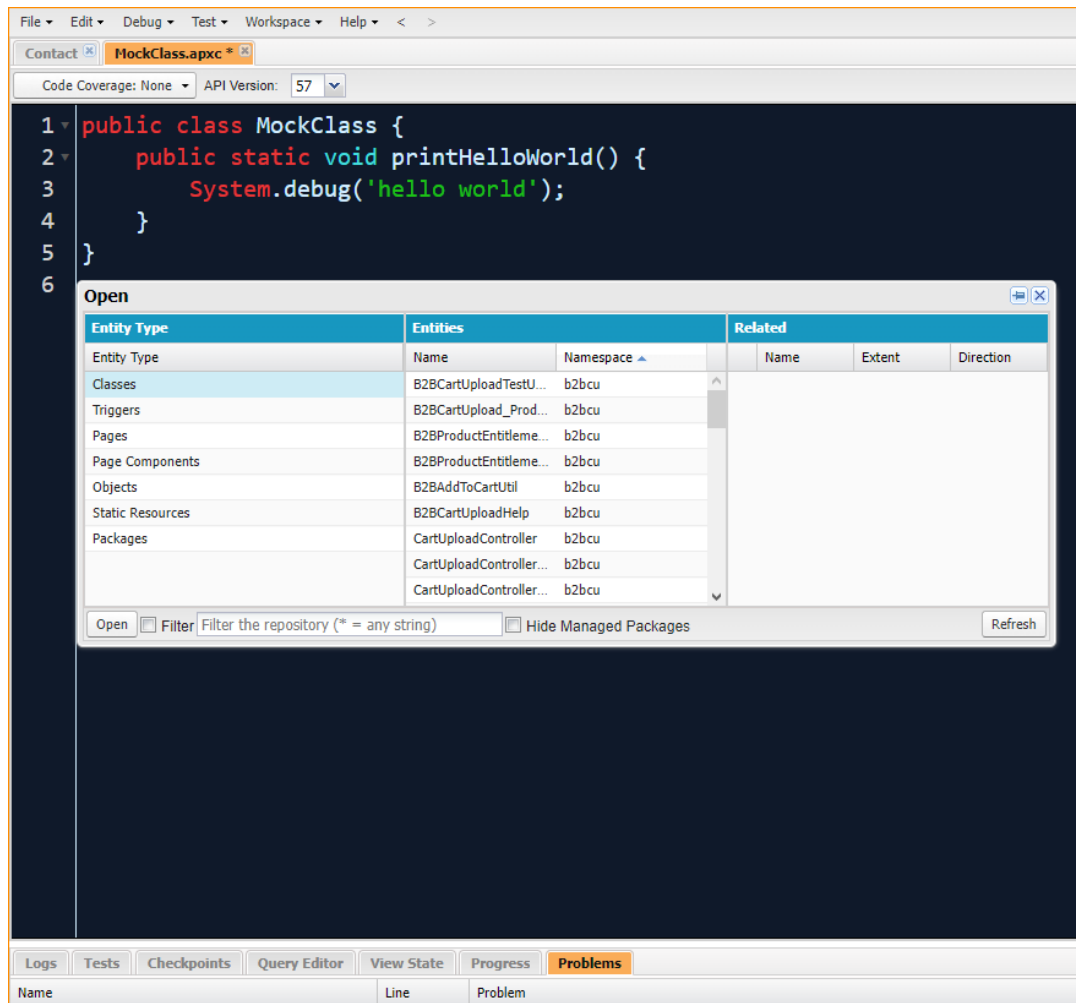 File Edit Debug Test Workspace Help < >
Contact MockClass.apxc *
Code Coverage: None API Version: 57
1 public class MockClass {
2 public static void printHelloWorld() {
3 System.debug('hello world');
4 }
5 }
6
Open
Entity Type Entities Related
Entity Type Name Namespace Name Extent Direction
Classes B2BCartUploadTestU... b2bcu
Triggers B2BCartUpload_Prod... b2bcu
Pages B2BProductEntitleme... b2bcu
Page Components B2BProductEntitleme... b2bcu
Objects B2BAddToCartUtil b2bcu
Static Resources B2BCartUploadHelp b2bcu
Packages CartUploadController b2bcu
CartUploadController... b2bcu
CartUploadController... b2bcu
Open Filter Filter the repository (* = any string) Hide Managed Packages Refresh
Logs Tests Checkpoints Query Editor View State Progress Problems
Name Line Problem